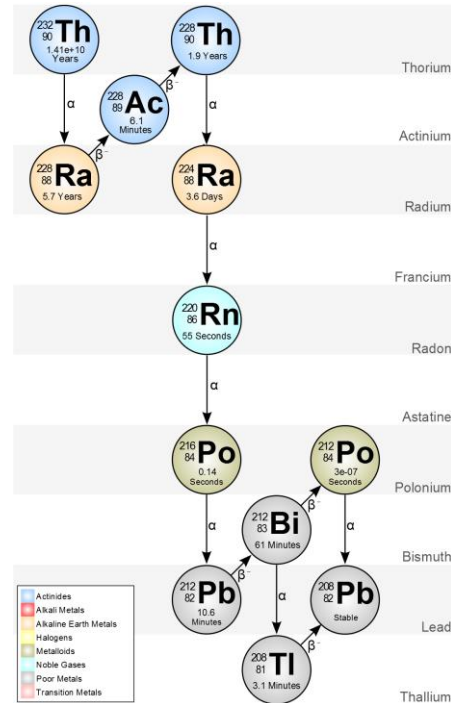 232
90
Th
1.41e+10
Years
228
90
Th
1.9 Years
Thorium
α
β⁻
α
228
89
Ac
6.1
Minutes
Actinium
β⁻
228
88
Ra
5.7 Years
224
88
Ra
3.6 Days
Radium
α
Francium
220
86
Rn
55 Seconds
Radon
α
Astatine
216
84
Po
0.14
Seconds
212
84
Po
3e-07
Seconds
Polonium
α
β⁻
α
212
83
Bi
61 Minutes
Bismuth
β⁻
212
82
Pb
10.6
Minutes
α
208
82
Pb
Stable
Lead
β⁻
208
81
Tl
3.1 Minutes
Thallium
Actinides
Alkali Metals
Alkaline Earth Metals
Halogens
Metalloids
Noble Gases
Poor Metals
Transition Metals